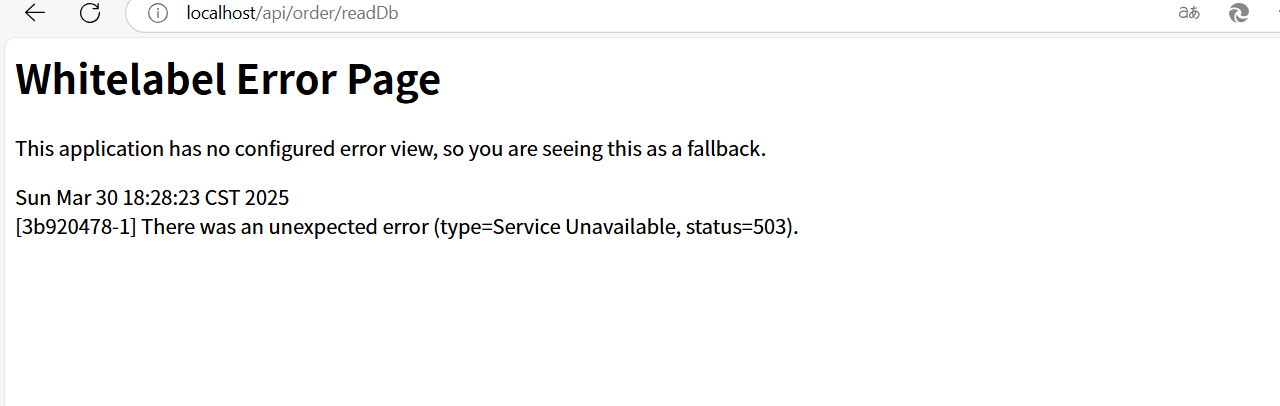 localhost/api/order/readDb
aあ
Whitelabel Error Page
This application has no configured error view, so you are seeing this as a fallback.
Sun Mar 30 18:28:23 CST 2025
[3b920478-1] There was an unexpected error (type=Service Unavailable, status=503).